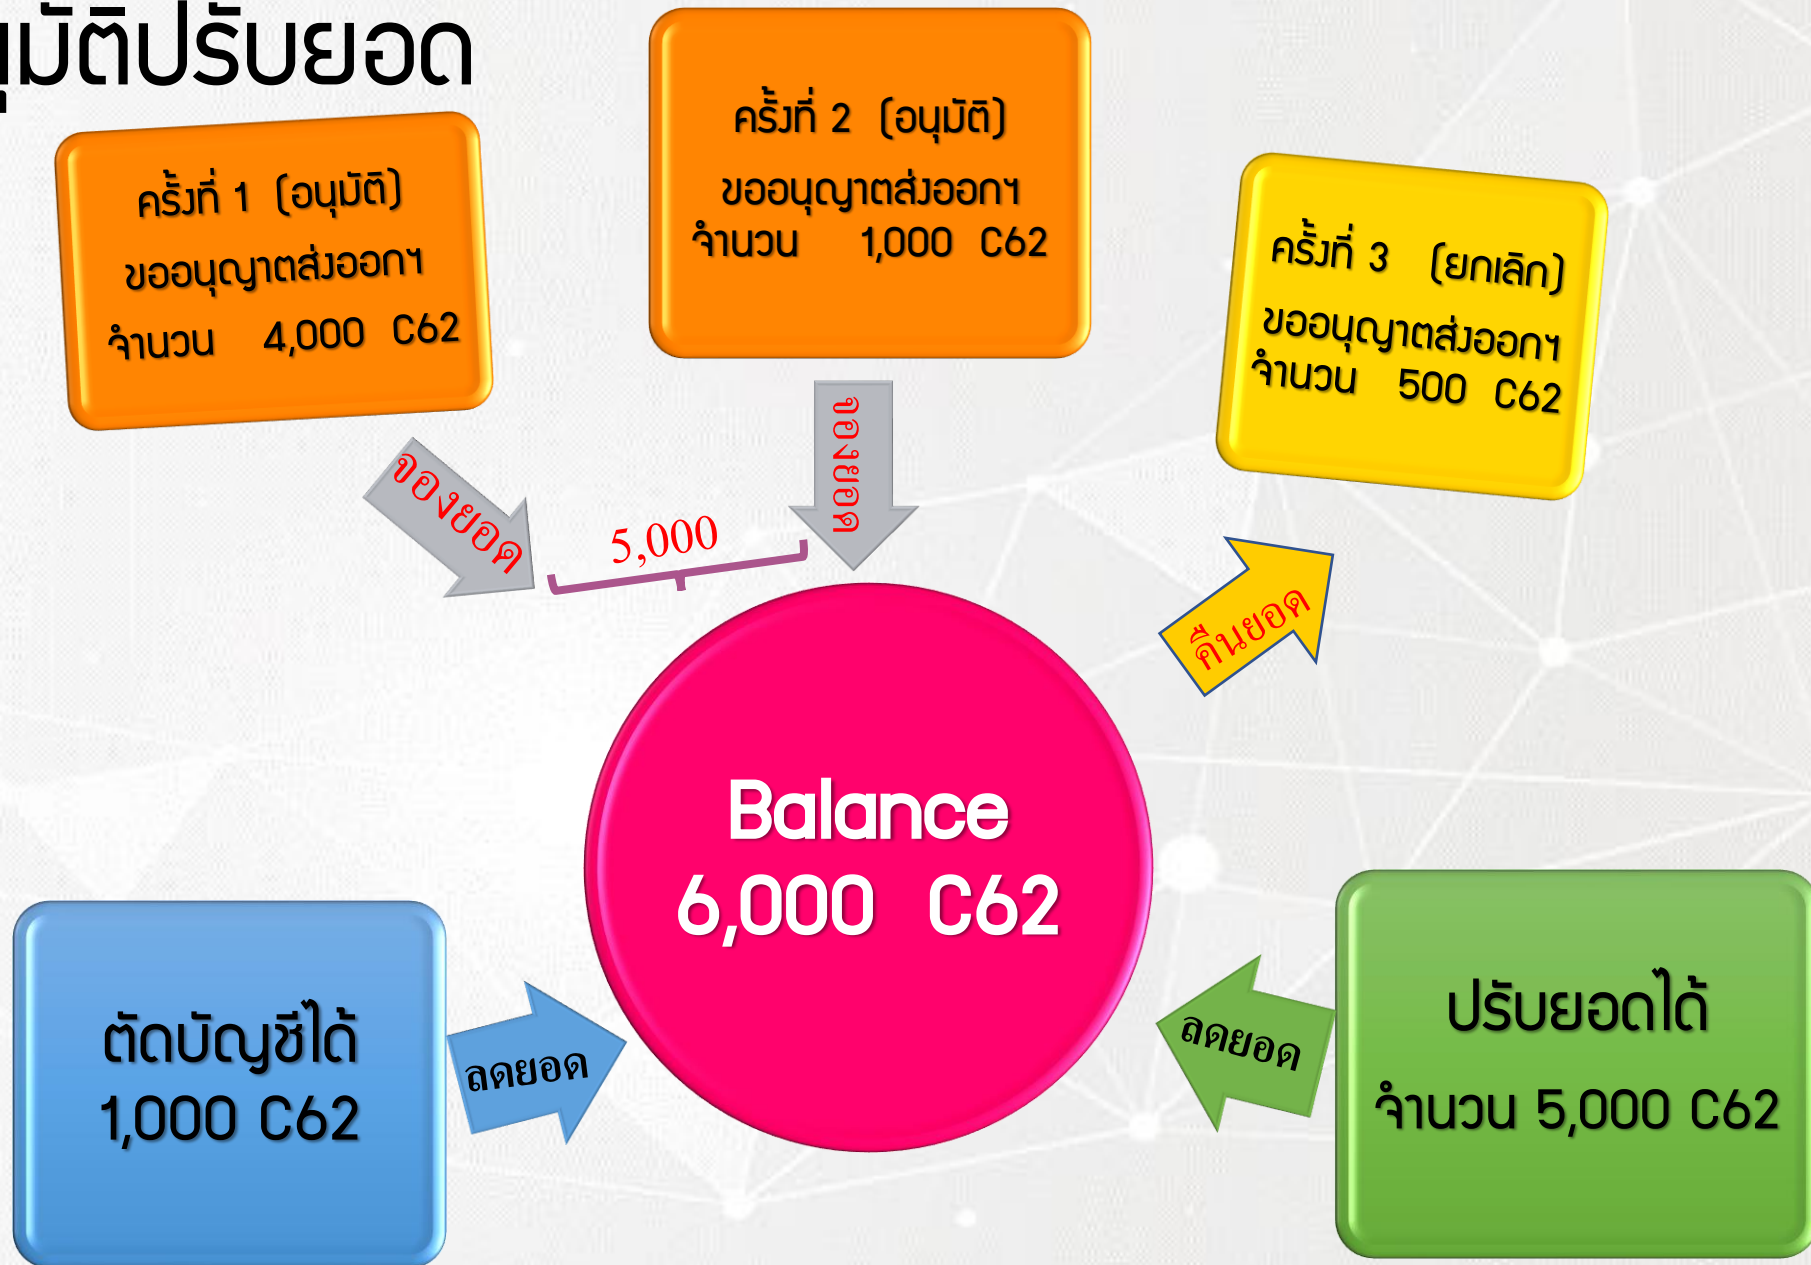 นุมัติปรับยอด
ครั้งที่ 1 (อนุมัติ)
ขออนุญาตส่งออกฯ
จำนวน 4,000 C62
ครั้งที่ 2 (อนุมัติ)
ขออนุญาตส่งออกฯ
จำนวน 1,000 C62
ครั้งที่ 3 (ยกเลิก)
ขออนุญาตส่งออกฯ
จำนวน 500 C62
จองยอด
5,000
จองยอด
คืนยอด
Balance
6,000 C62
ตัดบัญชีได้
1,000 C62
ลดยอด
ลดยอด
ปรับยอดได้
จำนวน 5,000 C62